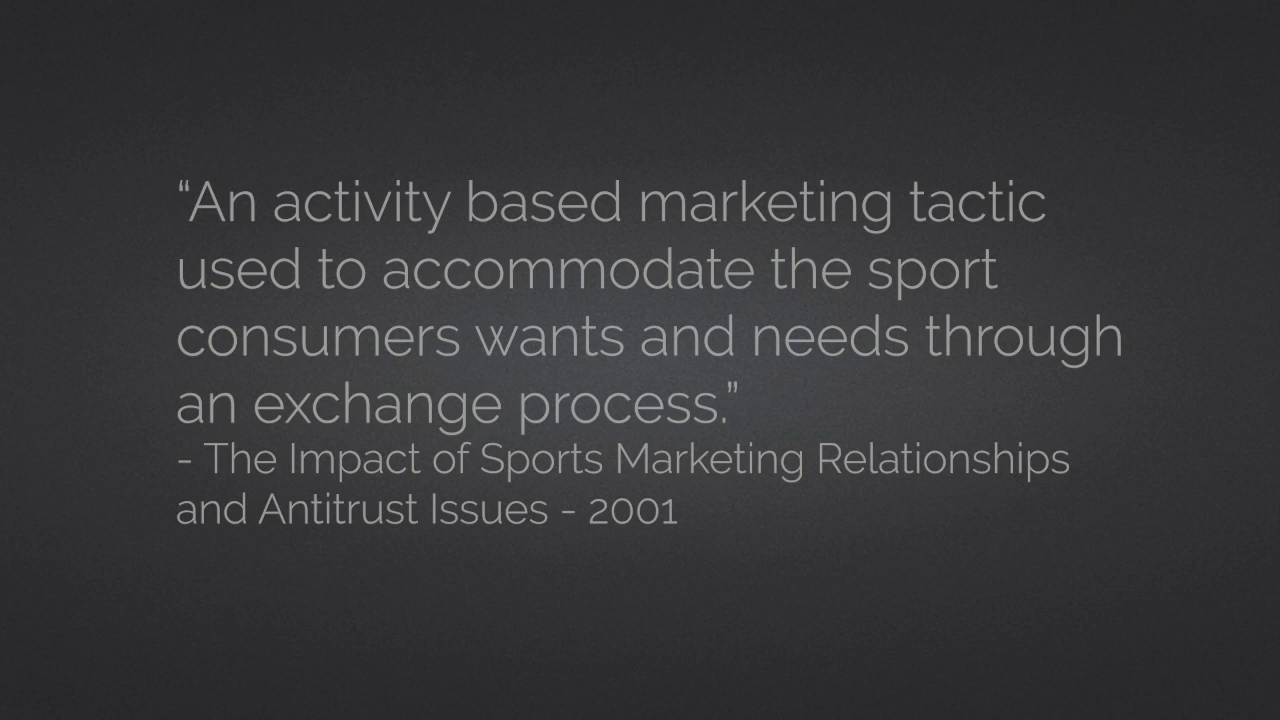 “An activity based marketing tactic
used to accommodate the sport
consumers wants and needs through
an exchange process.”
- The Impact of Sports Marketing Relationships
and Antitrust Issues - 2001